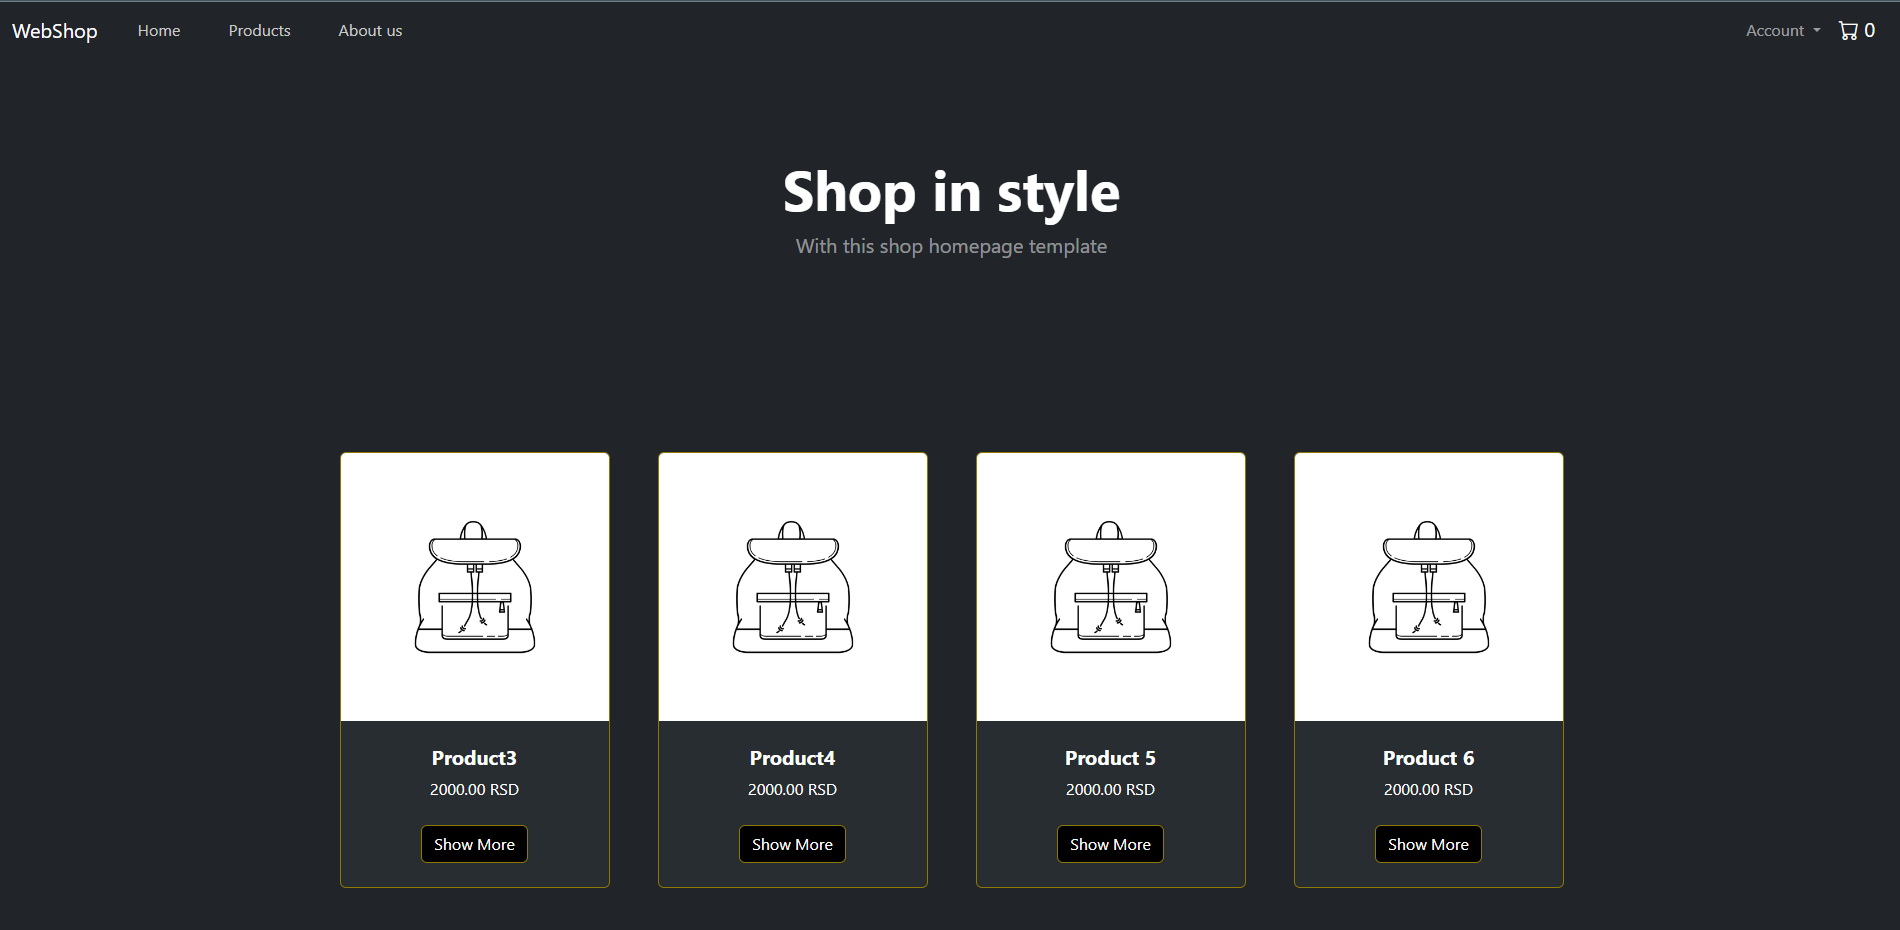 WebShop Home Products About us Account 0
Shop in style
With this shop homepage template
Product3 Product4 Product 5 Product 6
2000.00 RSD 2000.00 RSD 2000.00 RSD 2000.00 RSD
Show More Show More Show More Show More